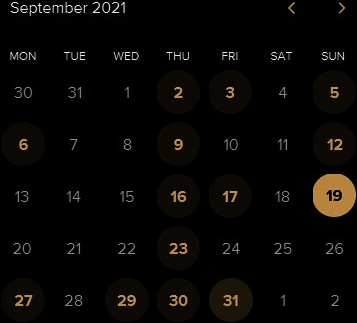 September 2021 < >
MON TUE WED THU FRI SAT SUN
30 31 1 2 3 4 5
6 7 8 9 10 11 12
13 14 15 16 17 18 19
20 21 22 23 24 25 26
27 28 29 30 31 1 2